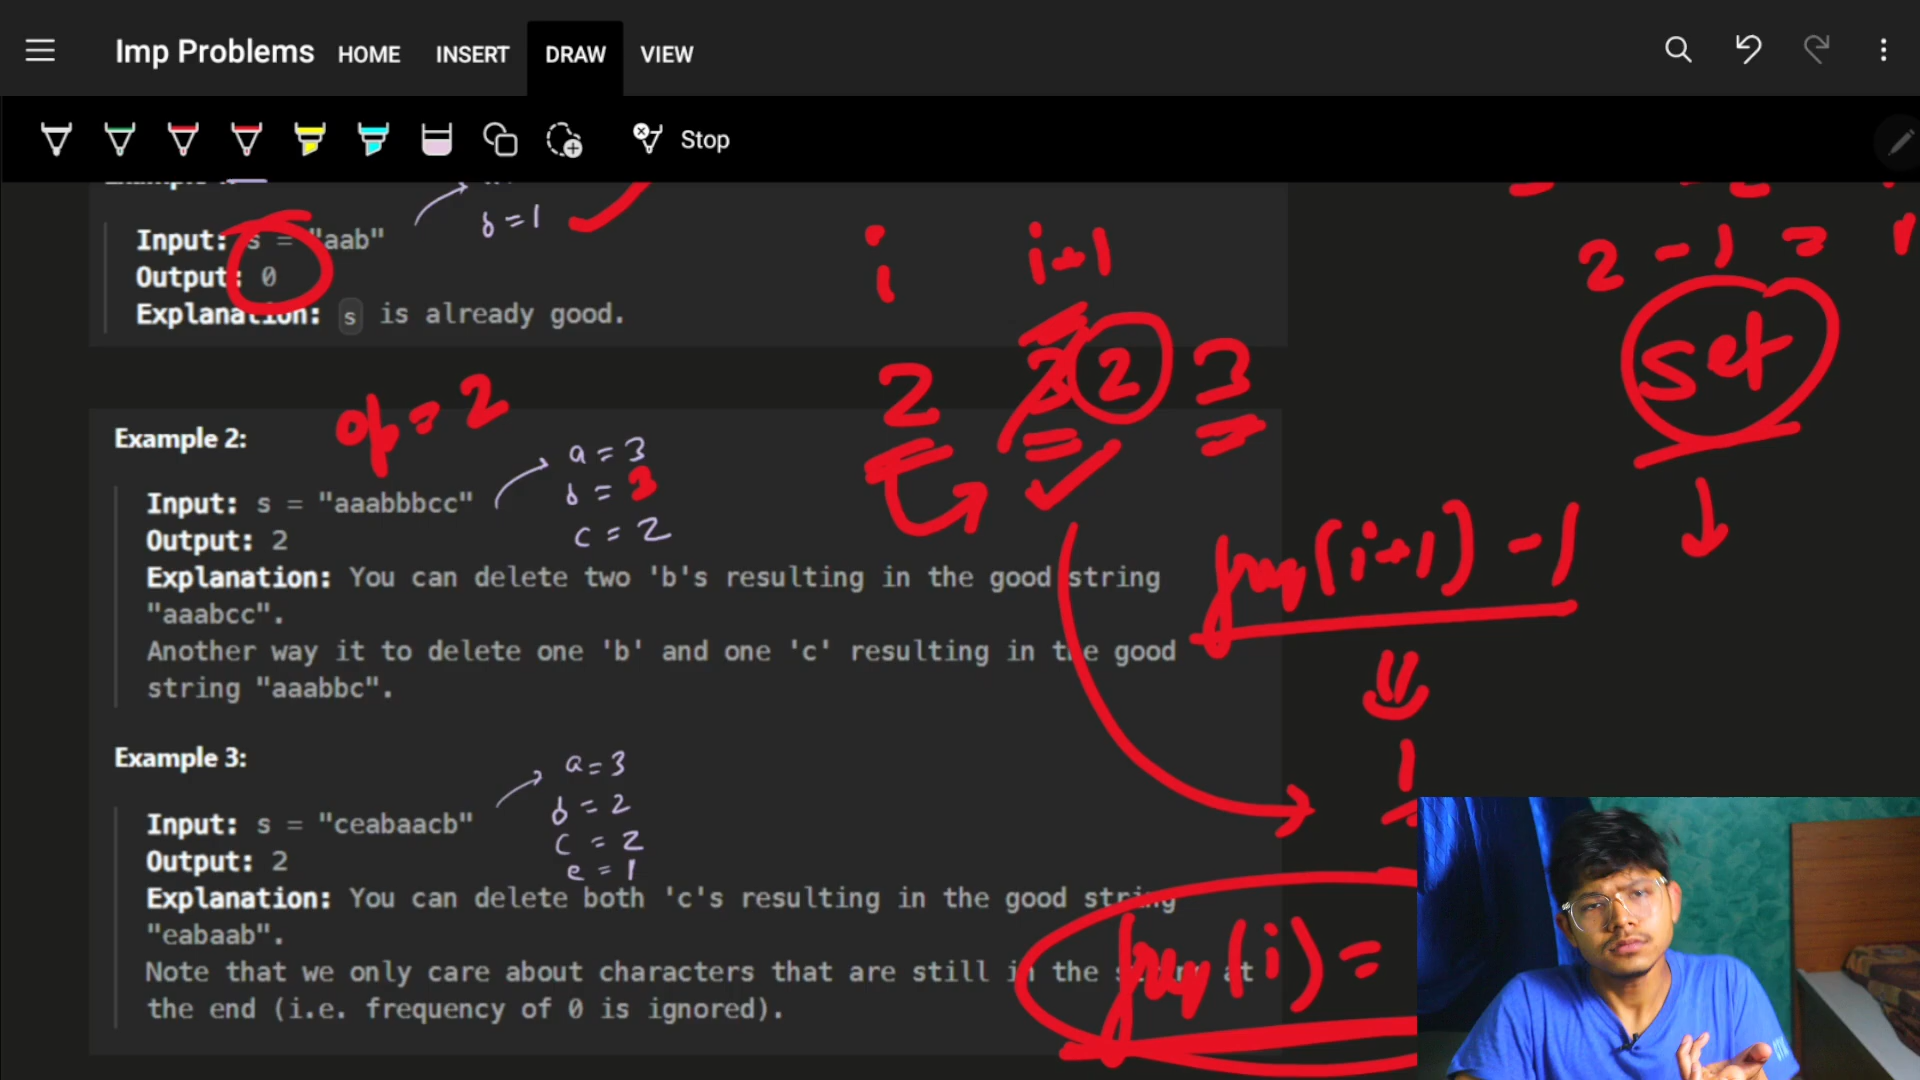 Imp Problems HOME INSERT DRAW VIEW
Stop
b = 1
Input: s = "aab"
Output: 0
Explanation: s is already good.
i i+1
2 - 1 =
2 2 3
set
op = 2
Example 2:
a = 3
b = 3
c = 2
Input: s = "aaabbbcc"
Output: 2
Explanation: You can delete two 'b's resulting in the good string
"aaabcc".
Another way it to delete one 'b' and one 'c' resulting in the good
string "aaabbc".
freq(i+1) - 1
1
Example 3:
a = 3
b = 2
c = 2
e = 1
Input: s = "ceabaacb"
Output: 2
Explanation: You can delete both 'c's resulting in the good string
"eabaab".
Note that we only care about characters that are still in the string at
the end (i.e. frequency of 0 is ignored).
freq(i) =